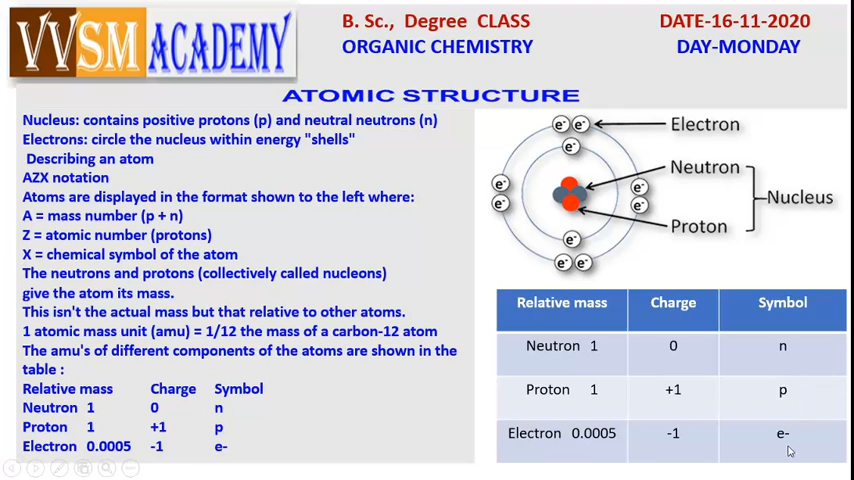 VVSM ACADEMY
B. Sc., Degree CLASS
DATE-16-11-2020
ORGANIC CHEMISTRY
DAY-MONDAY
ATOMIC STRUCTURE
Nucleus: contains positive protons (p) and neutral neutrons (n)
Electrons: circle the nucleus within energy "shells"
Describing an atom
AZX notation
Atoms are displayed in the format shown to the left where:
A = mass number (p + n)
Z = atomic number (protons)
X = chemical symbol of the atom
The neutrons and protons (collectively called nucleons)
give the atom its mass.
This isn't the actual mass but that relative to other atoms.
1 atomic mass unit (amu) = 1/12 the mass of a carbon-12 atom
The amu's of different components of the atoms are shown in the
table :
Relative mass Charge Symbol
Neutron 1 0 n
Proton 1 +1 p
Electron 0.0005 -1 e-
e- e- Electron
e-
Neutron
e- e-
Nucleus
e- e-
Proton
e-
e- e-
Relative mass Charge Symbol
Neutron 1 0 n
Proton 1 +1 p
Electron 0.0005 -1 e-